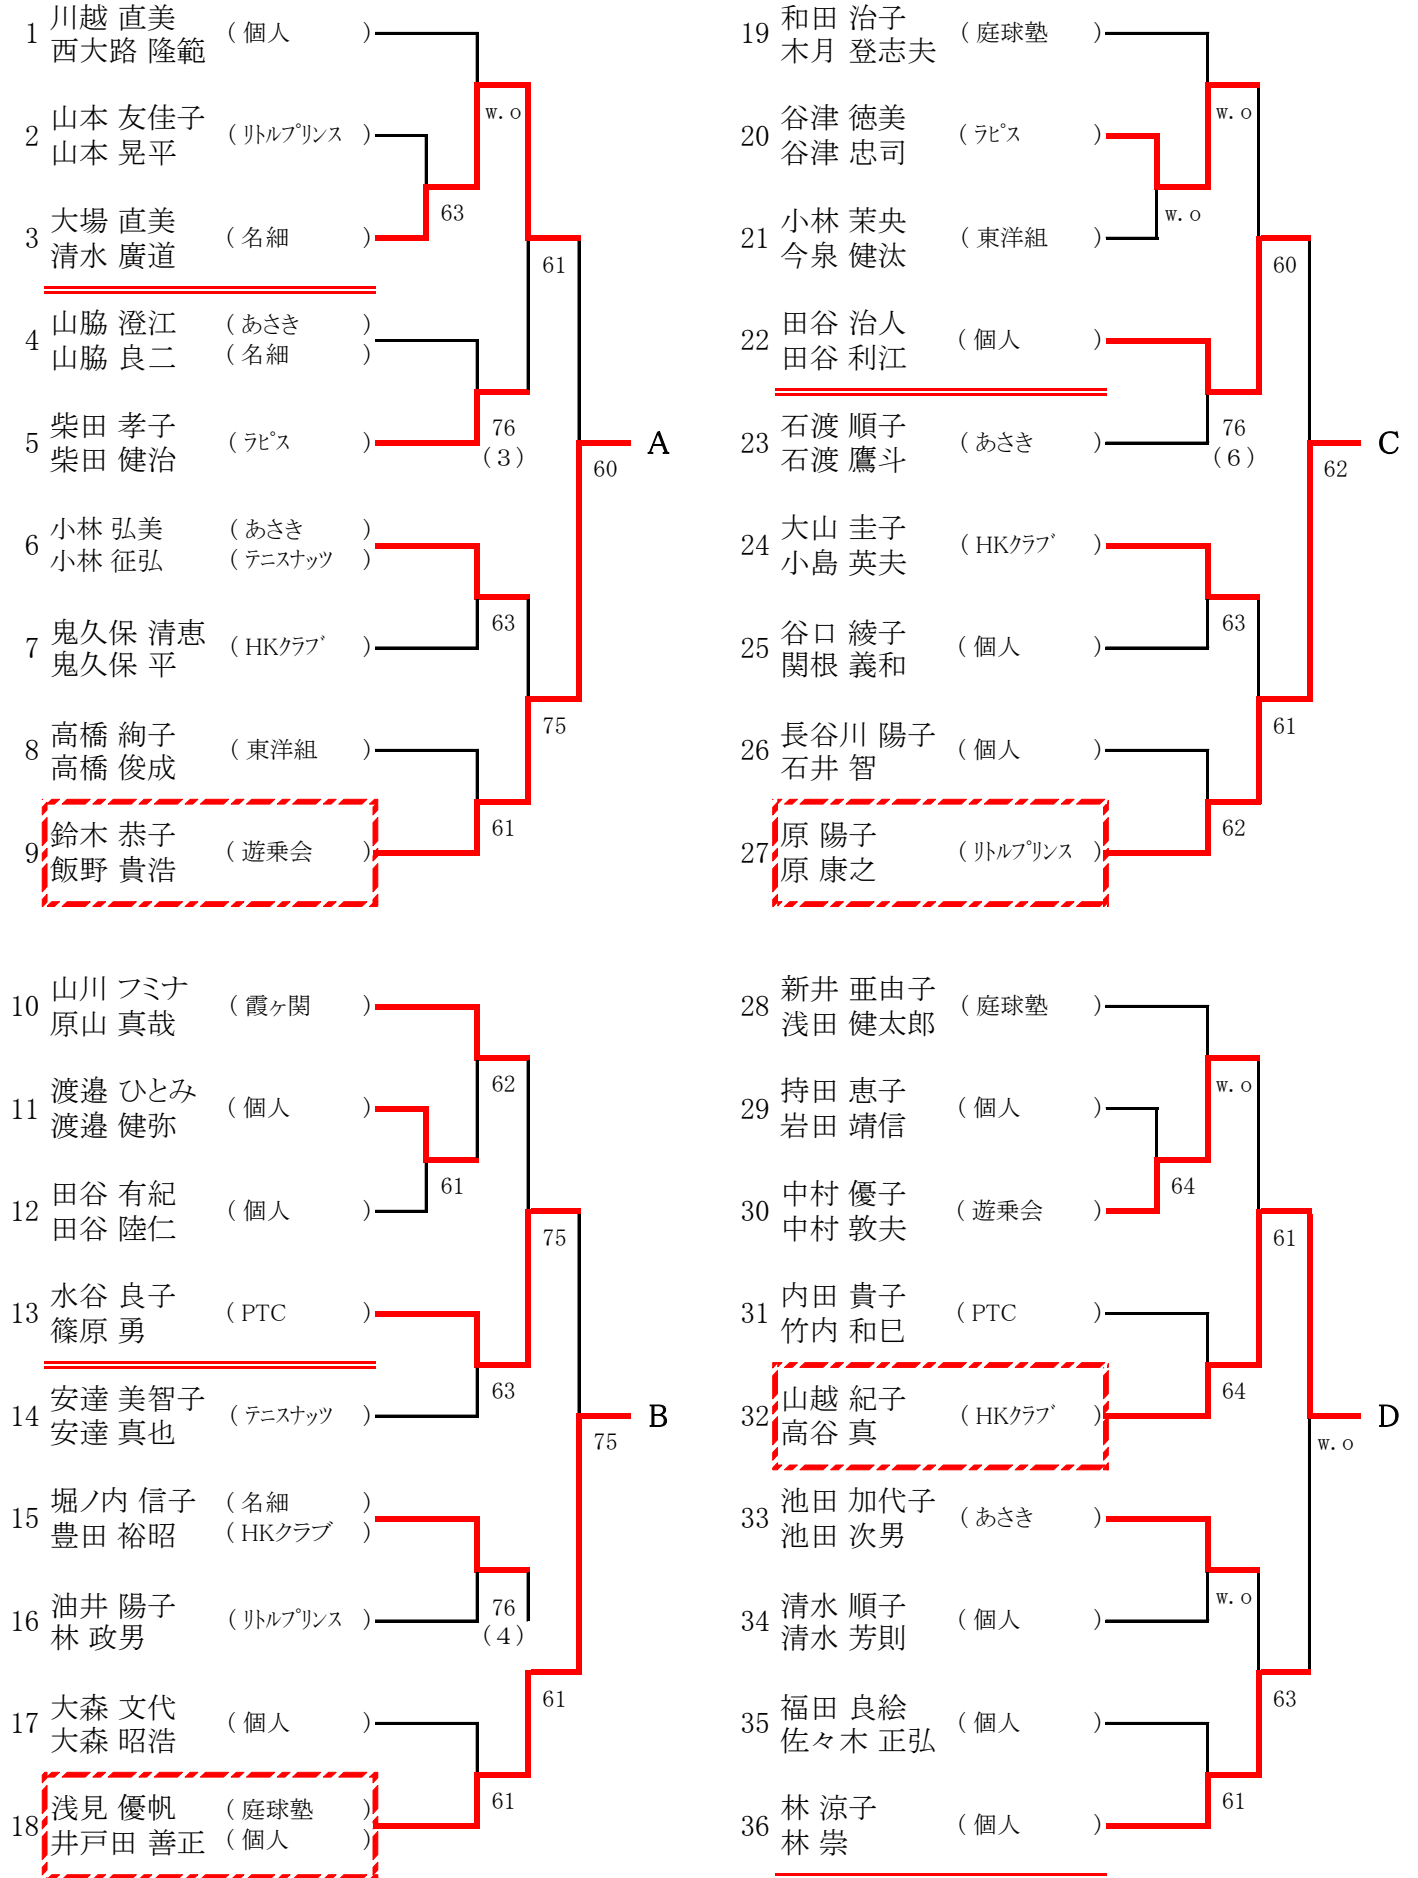 1 川越 直美 ( 個人 )
西大路 隆範
w.o
2 山本 友佳子 ( リトルプリンス )
山本 晃平
63
3 大場 直美 ( 名細 )
清水 廣道
61
4 山脇 澄江 ( あさき )
山脇 良二 ( 名細 )
5 柴田 孝子 ( ラピス )
柴田 健治
76
(3)
60
A
6 小林 弘美 ( あさき )
小林 征弘 ( テニスナッツ )
63
7 鬼久保 清恵 ( HKクラブ )
鬼久保 平
75
8 高橋 絢子 ( 東洋組 )
高橋 俊成
61
9 鈴木 恭子 ( 遊乗会 )
飯野 貴浩
10 山川 フミナ ( 霞ヶ関 )
原山 真哉
62
11 渡邉 ひとみ ( 個人 )
渡邉 健弥
61
12 田谷 有紀 ( 個人 )
田谷 陸仁
75
13 水谷 良子 ( PTC )
篠原 勇
63
14 安達 美智子 ( テニスナッツ )
安達 真也
75
B
15 堀ノ内 信子 ( 名細 )
豊田 裕昭 ( HKクラブ )
16 油井 陽子 ( リトルプリンス )
林 政男
76
(4)
61
17 大森 文代 ( 個人 )
大森 昭浩
61
18 浅見 優帆 ( 庭球塾 )
井戸田 善正 ( 個人 )
19 和田 治子 ( 庭球塾 )
木月 登志夫
w.o
20 谷津 徳美 ( ラピス )
谷津 忠司
w.o
21 小林 茉央 ( 東洋組 )
今泉 健汰
60
22 田谷 治人 ( 個人 )
田谷 利江
23 石渡 順子 ( あさき )
石渡 鷹斗
76
(6)
62
C
24 大山 圭子 ( HKクラブ )
小島 英夫
63
25 谷口 綾子 ( 個人 )
関根 義和
61
26 長谷川 陽子 ( 個人 )
石井 智
62
27 原 陽子 ( リトルプリンス )
原 康之
28 新井 亜由子 ( 庭球塾 )
浅田 健太郎
w.o
29 持田 恵子 ( 個人 )
岩田 靖信
64
30 中村 優子 ( 遊乗会 )
中村 敦夫
61
31 内田 貴子 ( PTC )
竹内 和巳
64
32 山越 紀子 ( HKクラブ )
高谷 真
w.o
D
33 池田 加代子 ( あさき )
池田 次男
w.o
34 清水 順子 ( 個人 )
清水 芳則
63
35 福田 良絵 ( 個人 )
佐々木 正弘
61
36 林 涼子 ( 個人 )
林 崇